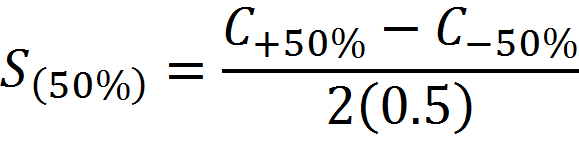 S(50%) = (C+50% − C−50%) / 2(0.5)